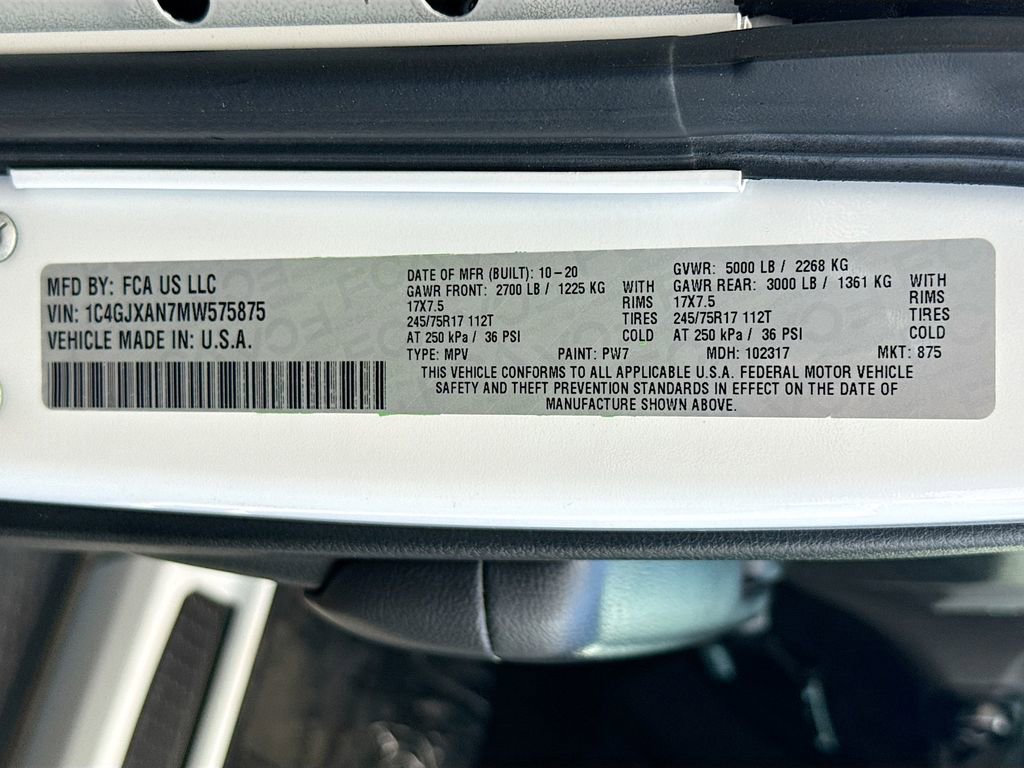 MFD BY: FCA US LLC
VIN: 1C4GJXAN7MW575875
VEHICLE MADE IN: U.S.A.
DATE OF MFR (BUILT): 10-20
GAWR FRONT: 2700 LB / 1225 KG WITH
17X7.5 RIMS
245/75R17 112T TIRES
AT 250 kPa / 36 PSI COLD
GVWR: 5000 LB / 2268 KG
GAWR REAR: 3000 LB / 1361 KG WITH
17X7.5 RIMS
245/75R17 112T TIRES
AT 250 kPa / 36 PSI COLD
TYPE: MPV PAINT: PW7 MDH: 102317 MKT: 875
THIS VEHICLE CONFORMS TO ALL APPLICABLE U.S.A. FEDERAL MOTOR VEHICLE
SAFETY AND THEFT PREVENTION STANDARDS IN EFFECT ON THE DATE OF
MANUFACTURE SHOWN ABOVE.